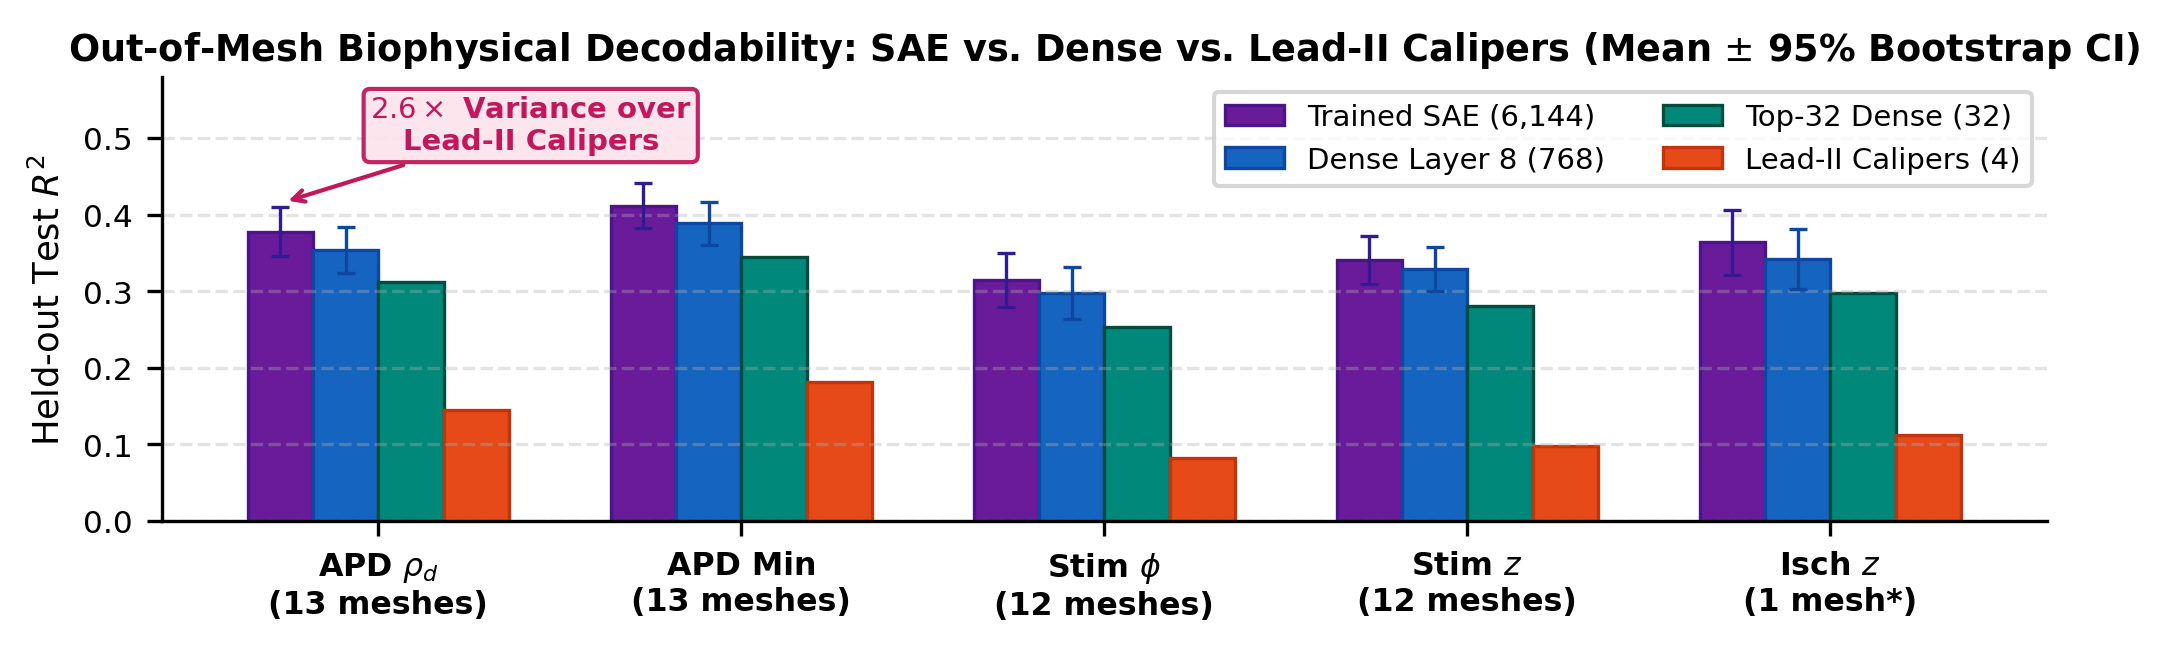 Out-of-Mesh Biophysical Decodability: SAE vs. Dense vs. Lead-II Calipers (Mean ± 95% Bootstrap CI)
2.6 × Variance over
Lead-II Calipers
Trained SAE (6,144)
Dense Layer 8 (768)
Top-32 Dense (32)
Lead-II Calipers (4)
Held-out Test R²
0.5
0.4
0.3
0.2
0.1
0.0
APD ρ_d
(13 meshes)
APD Min
(13 meshes)
Stim ϕ
(12 meshes)
Stim z
(12 meshes)
Isch z
(1 mesh*)